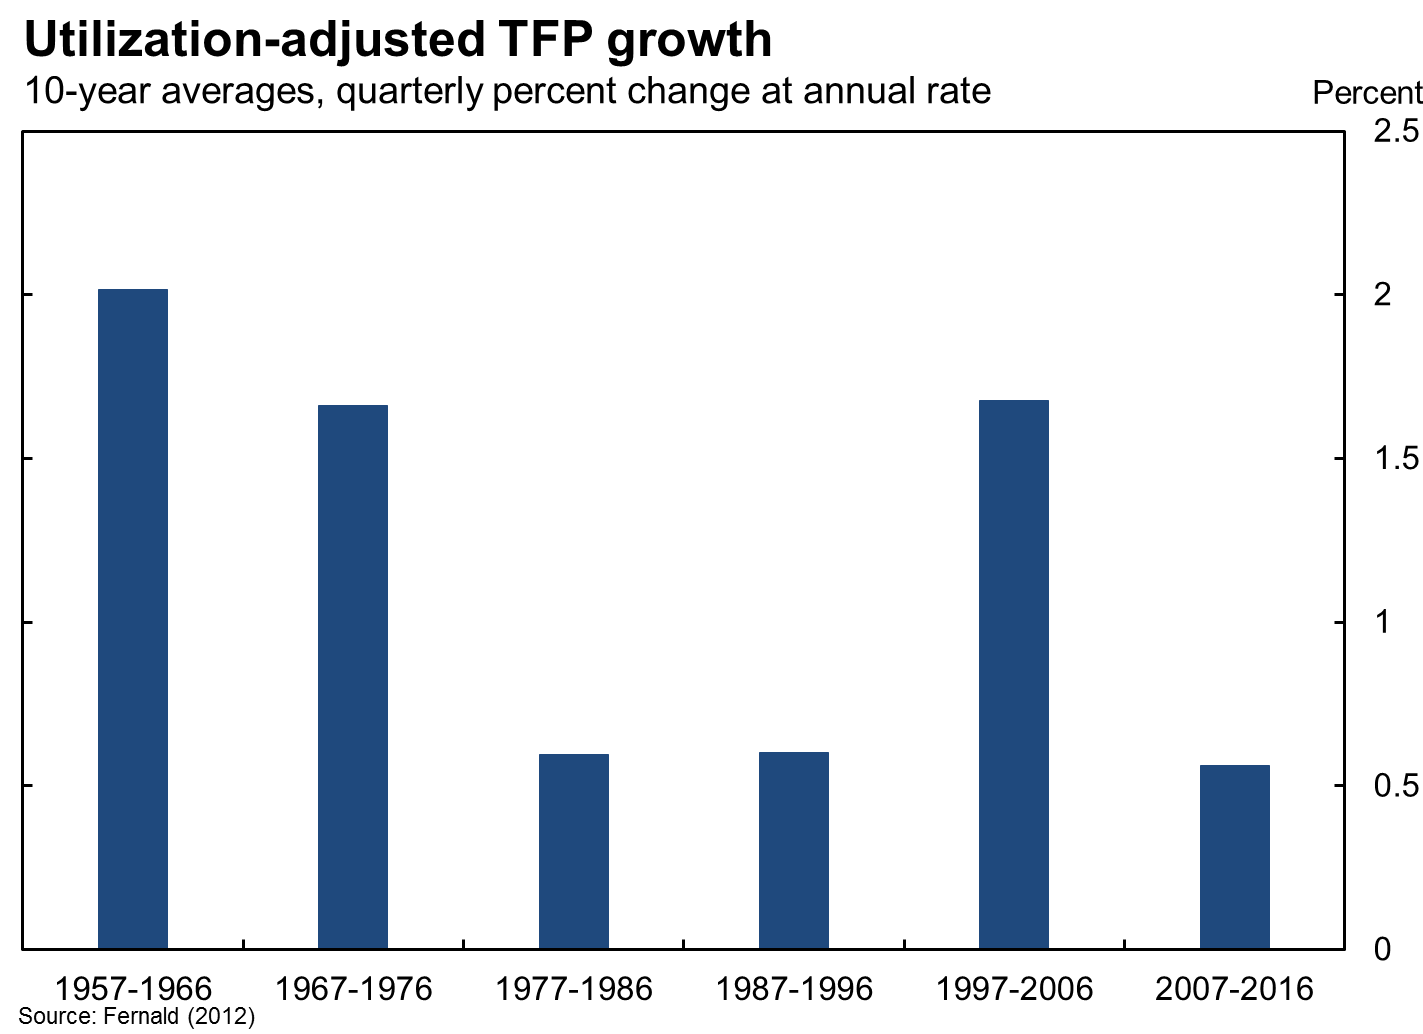 Utilization-adjusted TFP growth
10-year averages, quarterly percent change at annual rate
Percent
2.5
2
1.5
1
0.5
0
1957-1966 1967-1976 1977-1986 1987-1996 1997-2006 2007-2016
Source: Fernald (2012)